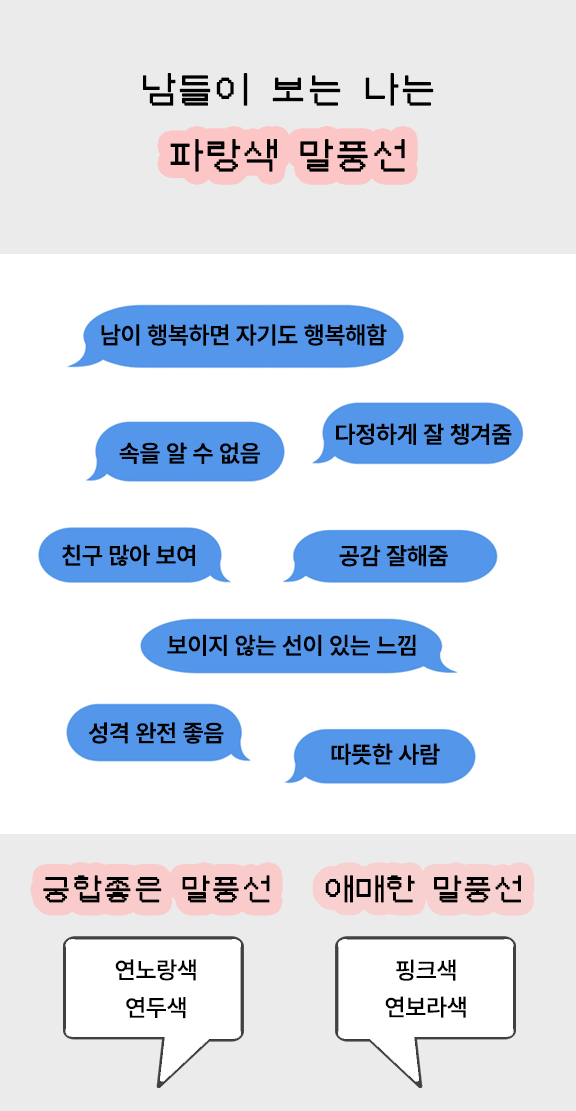 남들이 보는 나는
파랑색 말풍선
남이 행복하면 자기도 행복해함
다정하게 잘 챙겨줌
속을 알 수 없음
친구 많아 보여
공감 잘해줌
보이지 않는 선이 있는 느낌
성격 완전 좋음
따뜻한 사람
궁합좋은 말풍선
애매한 말풍선
연노랑색
연두색
핑크색
연보라색